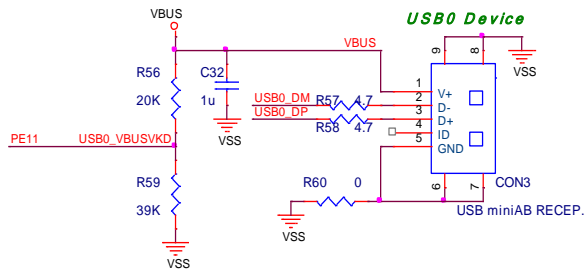 USB0 Device
VBUS
VBUS
9
8
VSS
R56
20K
C32
1u
VSS
1
V+
USB0_DM
R57
4.7
2
D-
USB0_DP
3
D+
R58
4.7
4
ID
5
GND
PE11
USB0_VBUSVKD
R59
39K
VSS
R60
0
VSS
6
7
CON3
USB miniAB RECEP.